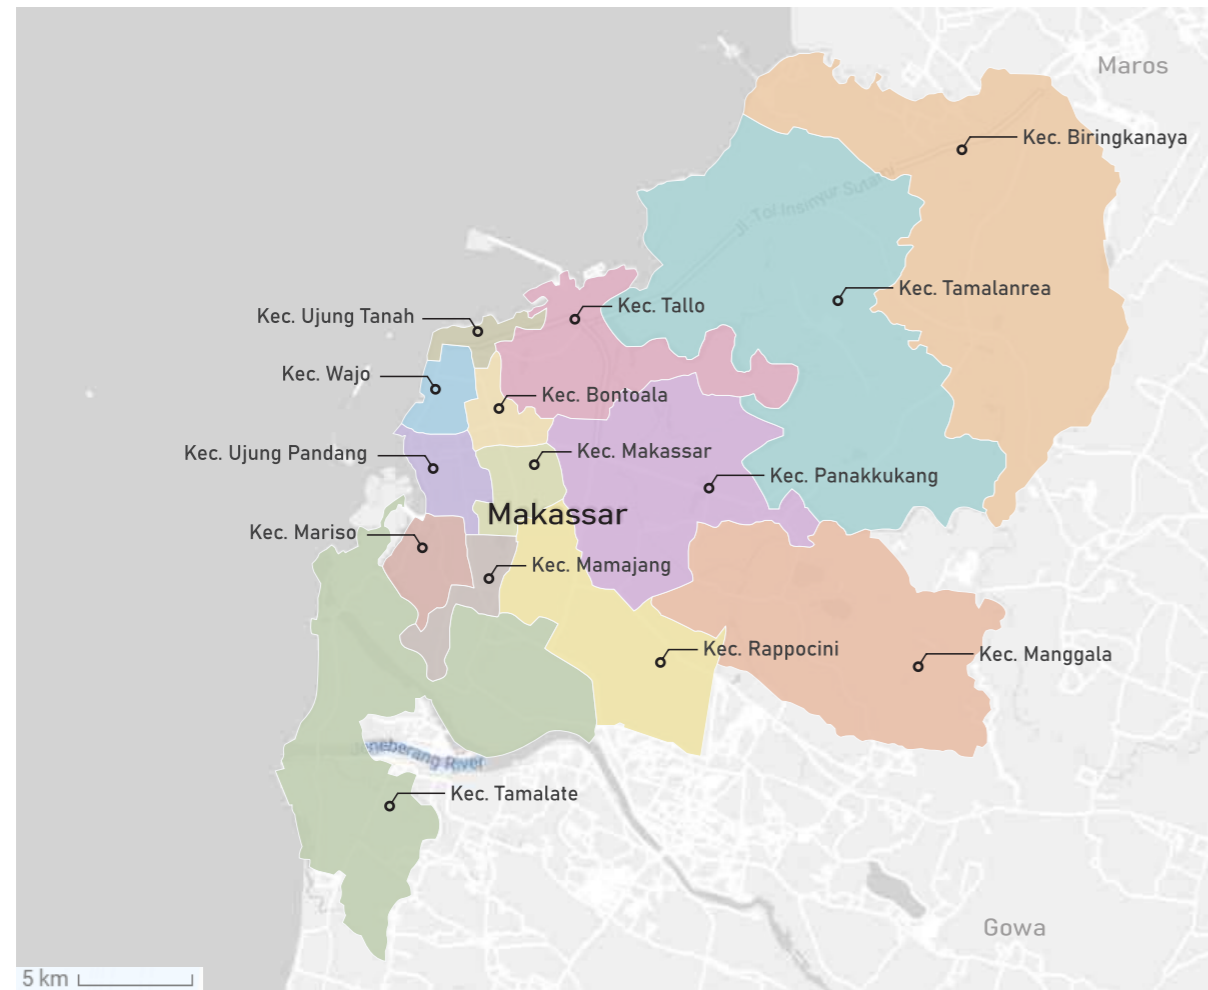 Maros
Kec. Biringkanaya
Jl. Tol Insinyur Sutami
Kec. Tamalanrea
Kec. Tallo
Kec. Ujung Tanah
Kec. Wajo
Kec. Bontoala
Kec. Ujung Pandang
Kec. Makassar
Kec. Panakkukang
Makassar
Kec. Mariso
Kec. Mamajang
Kec. Rappocini
Kec. Manggala
Jeneberang River
Kec. Tamalate
Gowa
5 km